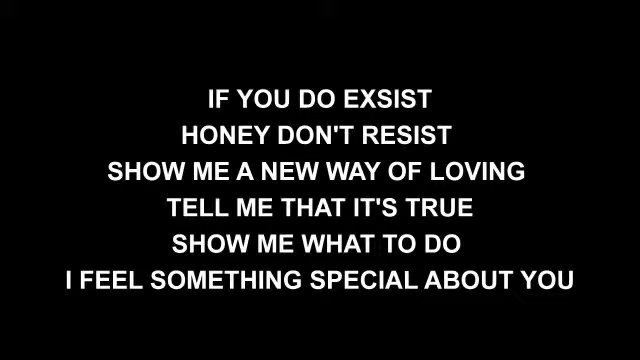 IF YOU DO EXSIST
HONEY DON'T RESIST
SHOW ME A NEW WAY OF LOVING
TELL ME THAT IT'S TRUE
SHOW ME WHAT TO DO
I FEEL SOMETHING SPECIAL ABOUT YOU